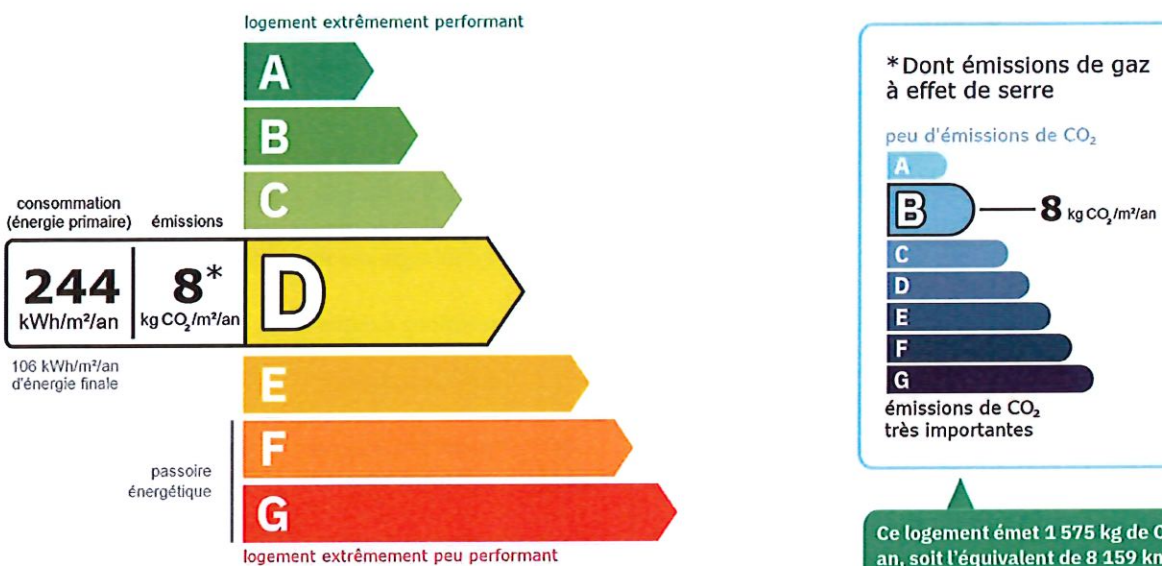 logement extrêmement performant
A
B
C
consommation
(énergie primaire)
émissions
244
kWh/m²/an
8*
kg CO₂/m²/an
D
106 kWh/m²/an
d'énergie finale
E
F
G
passoire
énergétique
logement extrêmement peu performant
*Dont émissions de gaz
à effet de serre
peu d'émissions de CO₂
A
B
8 kg CO₂/m²/an
C
D
E
F
G
émissions de CO₂
très importantes
Ce logement émet 1 575 kg de
an, soit l'équivalent de 8 159 km